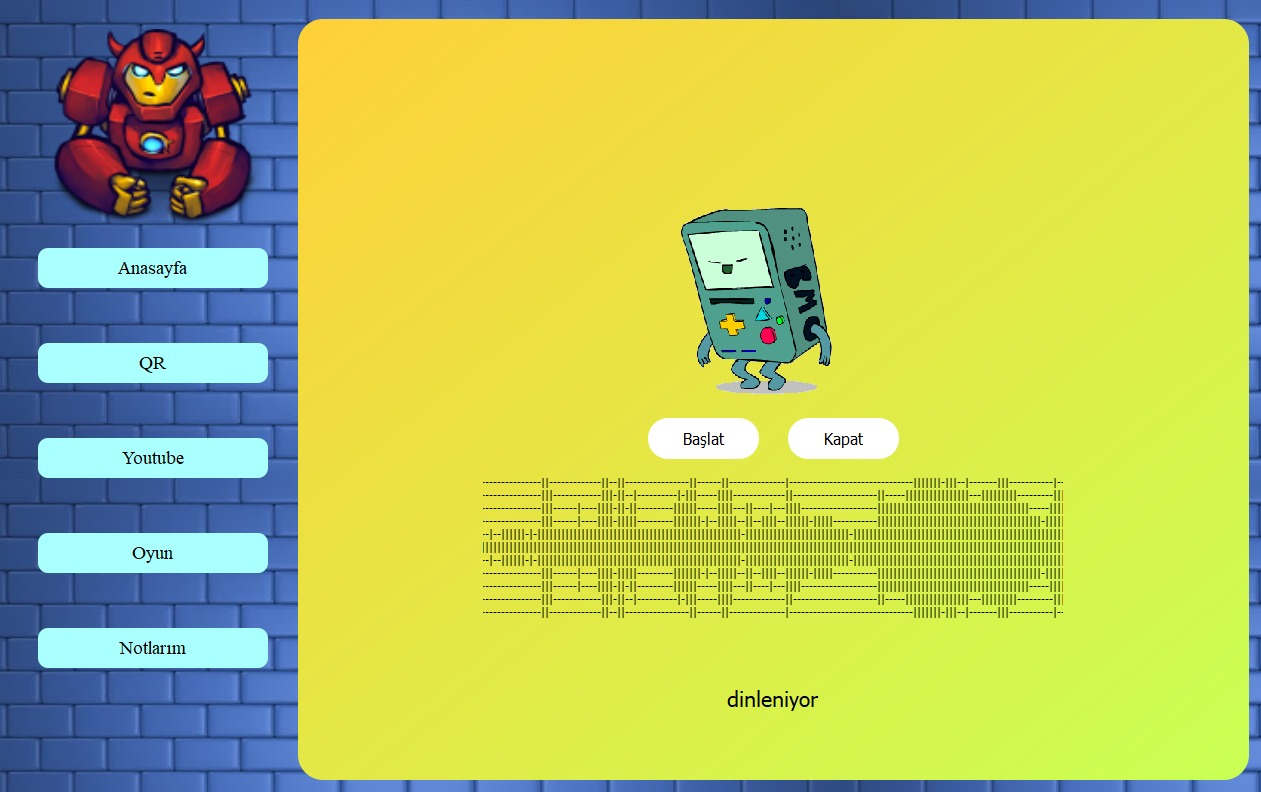 Anasayfa
QR
Youtube
Oyun
Notlarım
BMO
Başlat
Kapat
dinleniyor